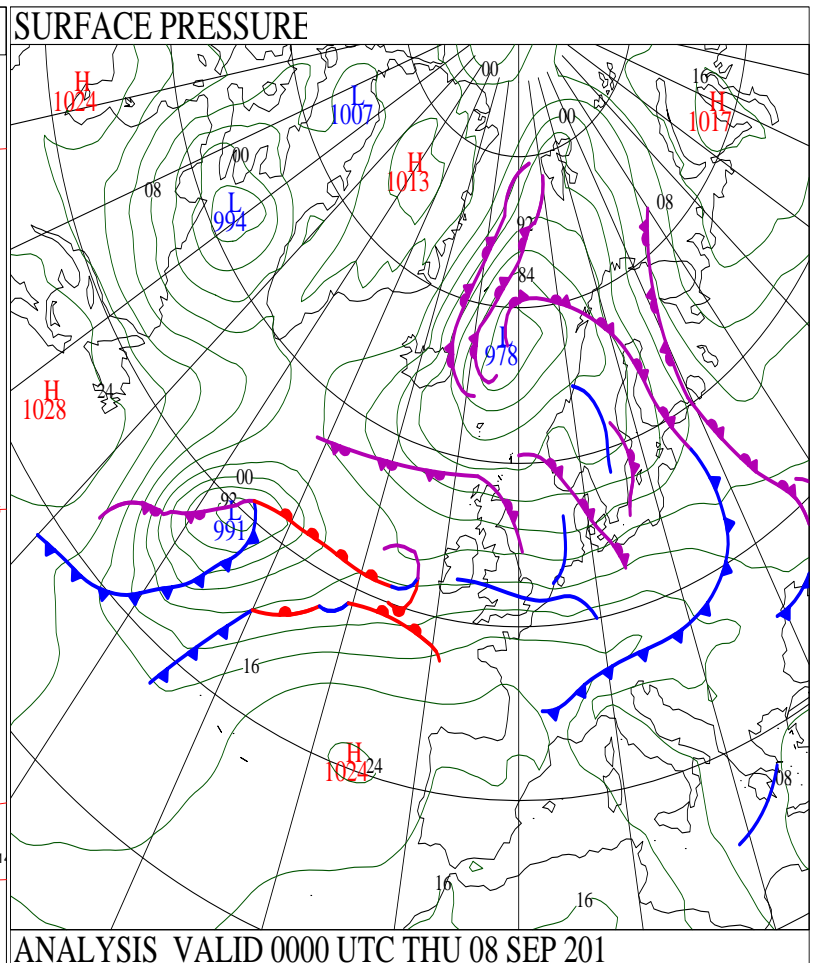 SURFACE PRESSURE
H
1024
L
1007
H
1013
00
16
H
1017
00
00
08
L
994
08
92
84
L
978
H
1028
24
00
92
L
991
16
H
1024
24
08
16
16
ANALYSIS VALID 0000 UTC THU 08 SEP 201